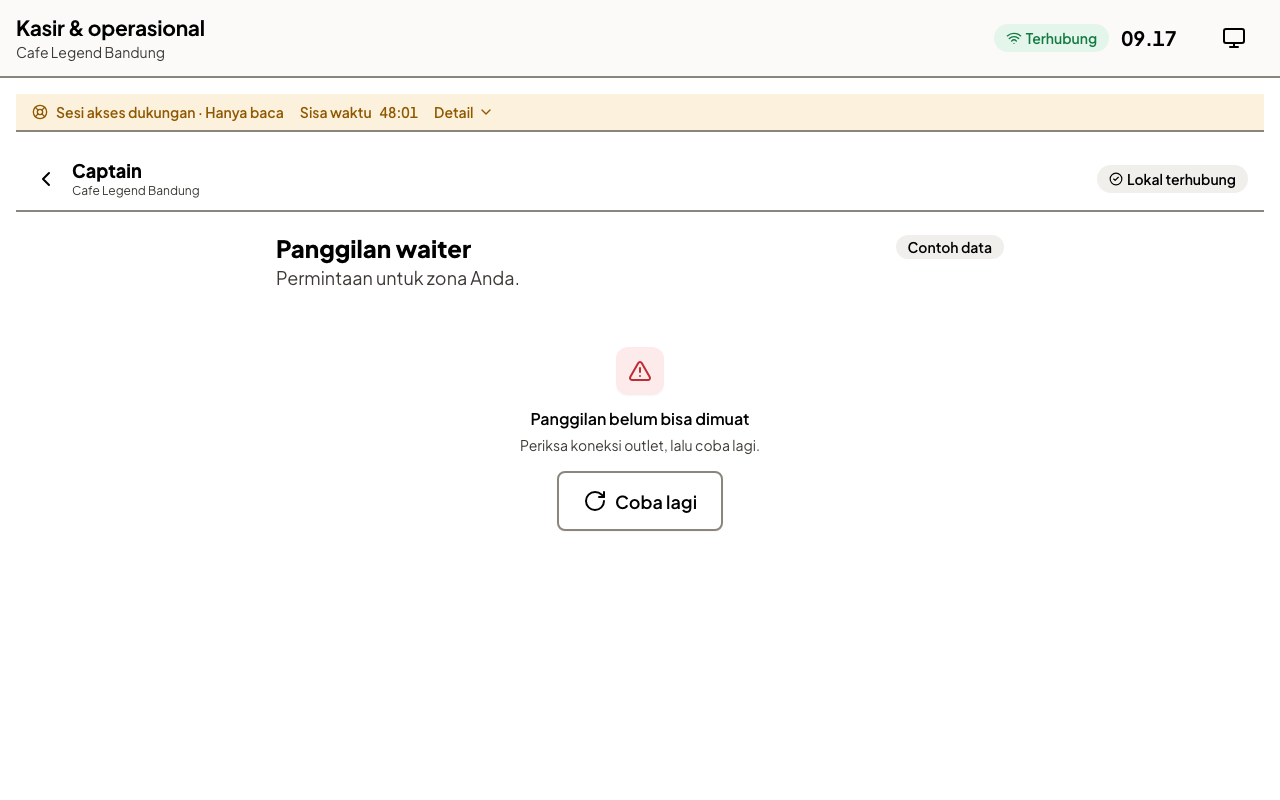 Kasir & operasional
Cafe Legend Bandung
Terhubung
09.17
Sesi akses dukungan · Hanya baca
Sisa waktu 48:01
Detail
Captain
Cafe Legend Bandung
Lokal terhubung
Panggilan waiter
Contoh data
Permintaan untuk zona Anda.
Panggilan belum bisa dimuat
Periksa koneksi outlet, lalu coba lagi.
Coba lagi